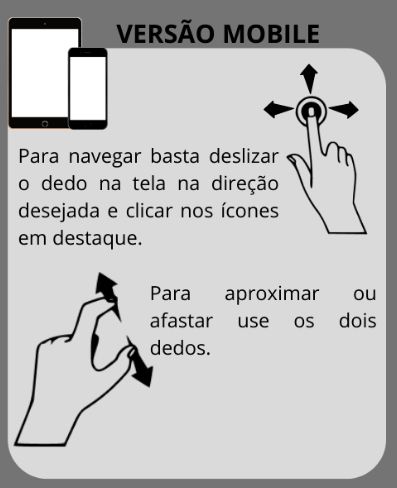 VERSÃO MOBILE
Para navegar basta deslizar
o dedo na tela na direção
desejada e clicar nos ícones
em destaque.
Para aproximar ou
afastar use os dois
dedos.